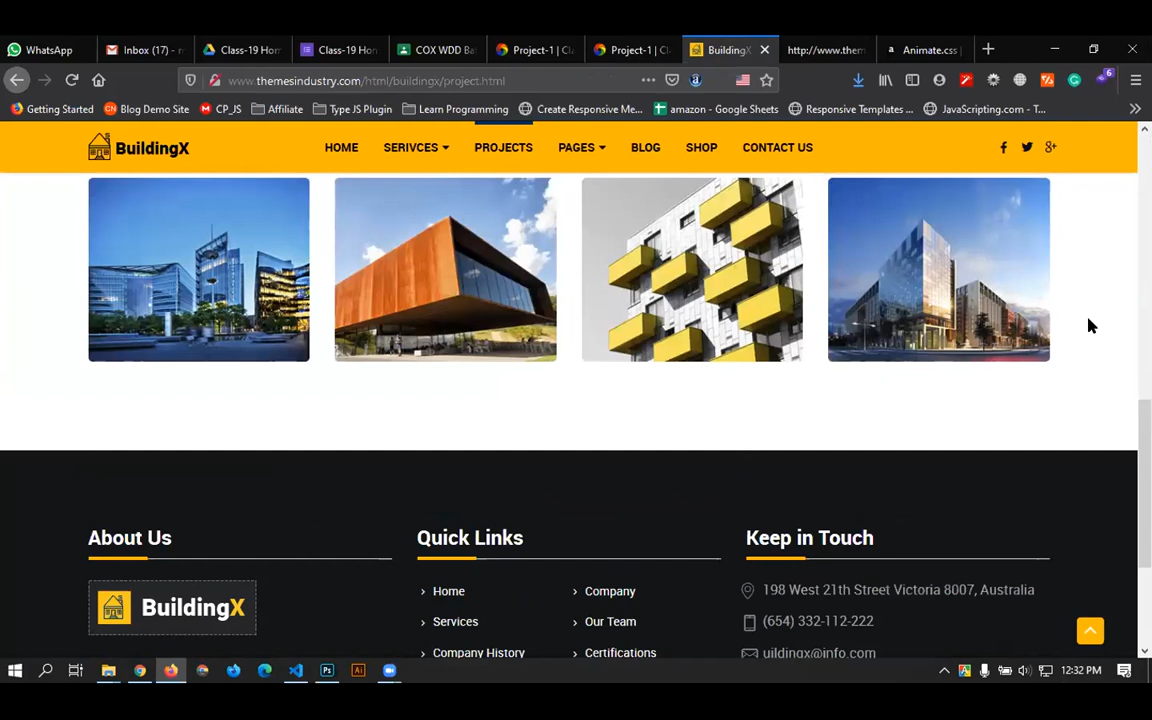 WhatsApp
Inbox (17) - n
Class-19 Hom
Class-19 Hon
COX WDD Ba
Project-1 | Cl
Project-1 | Cl
BuildingX
http://www.them
Animate.css |
www.themesindustry.com/html/buildingx/project.html
6
Getting Started
Blog Demo Site
CP_JS
Affiliate
Type JS Plugin
Learn Programming
Create Responsive Me...
amazon - Google Sheets
Responsive Templates ...
JavaScripting.com - T...
BuildingX
HOME
SERIVCES
PROJECTS
PAGES
BLOG
SHOP
CONTACT US
About Us
Quick Links
Keep in Touch
BuildingX
Home
Company
198 West 21th Street Victoria 8007, Australia
Services
Our Team
(654) 332-112-222
Company History
Certifications
uildingx@info.com
12:32 PM